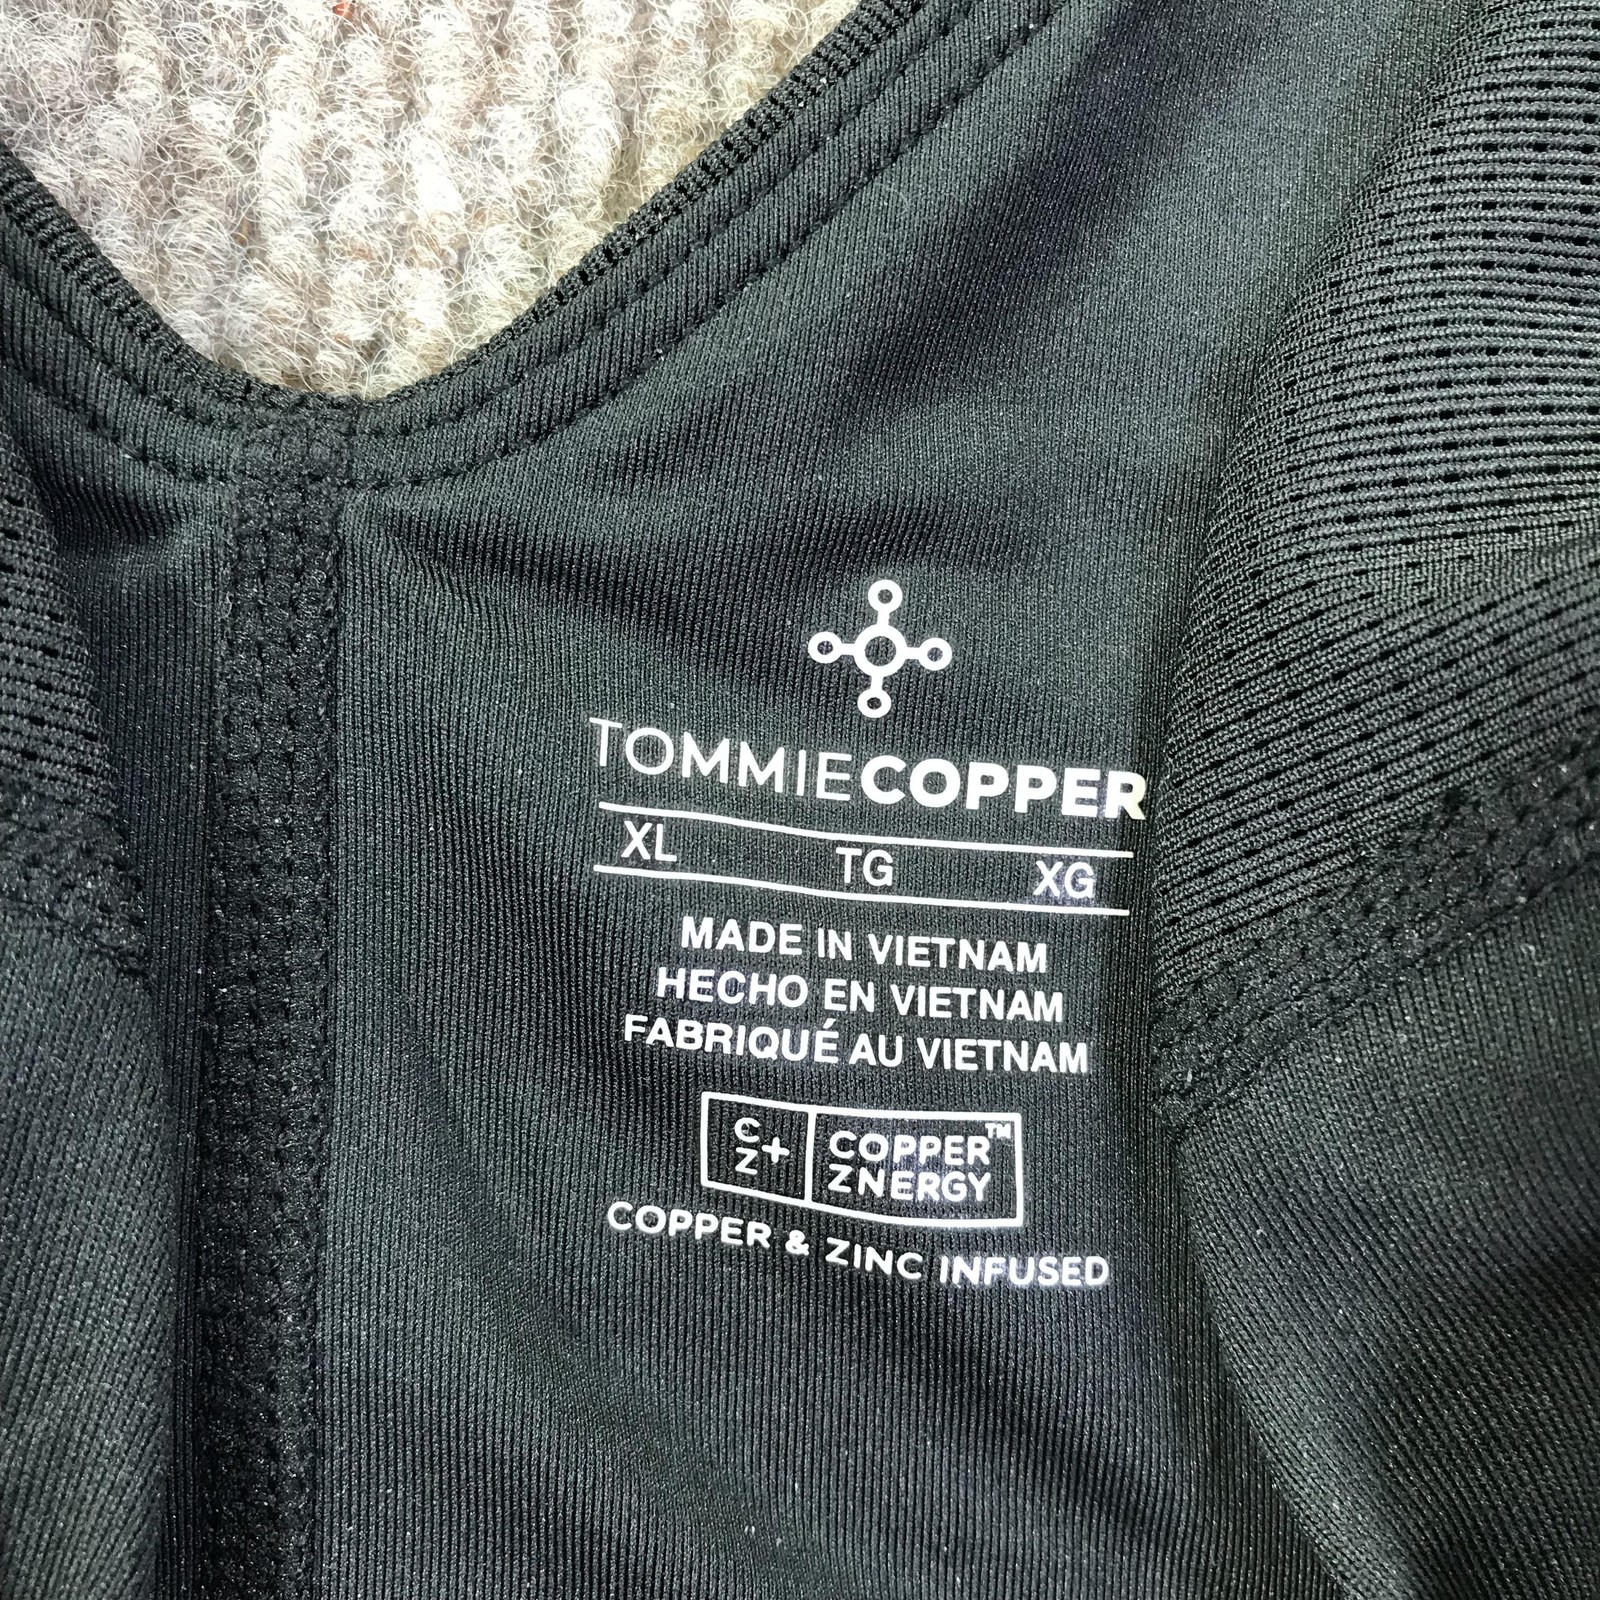 TOMMIECOPPER
XL TG XG
MADE IN VIETNAM
HECHO EN VIETNAM
FABRIQUÉ AU VIETNAM
C
Z+
COPPER™
ZNERGY
COPPER & ZINC INFUSED